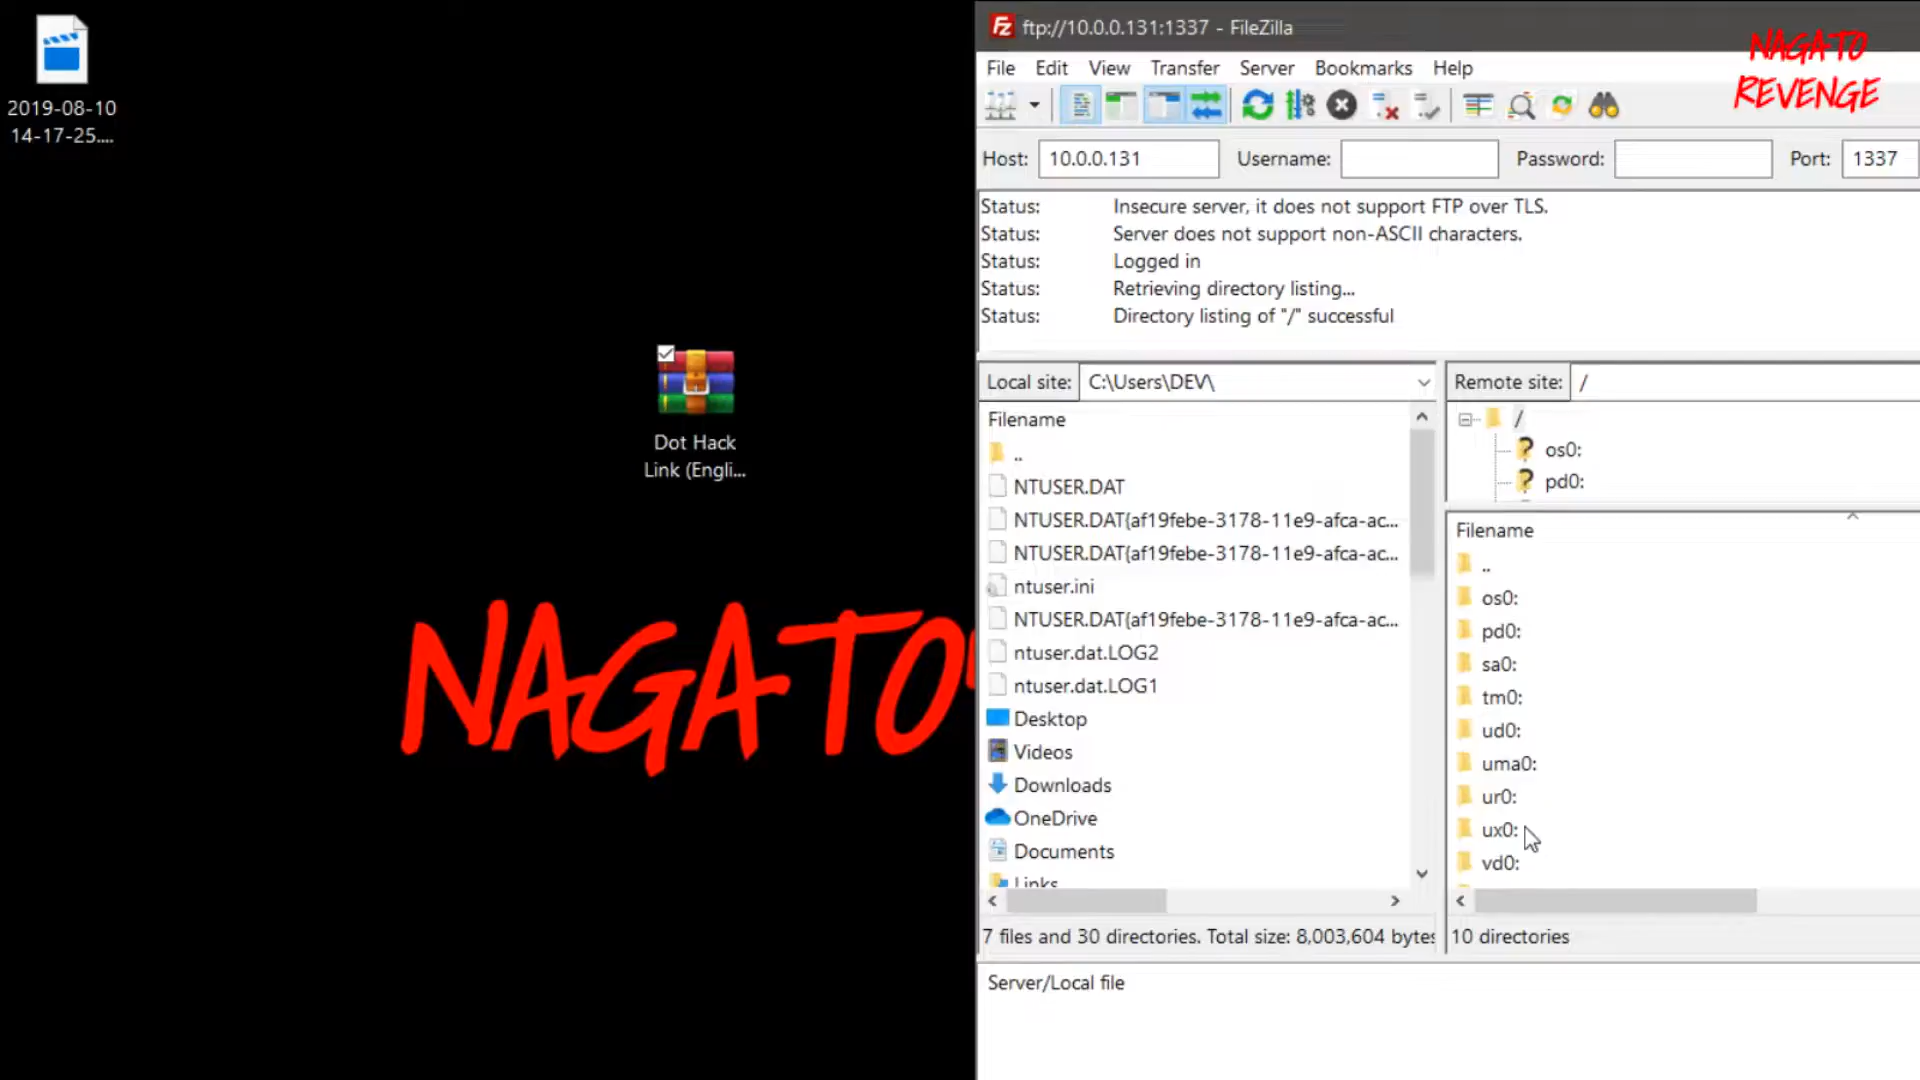 2019-08-10
14-17-25....
Dot Hack
Link (Engli...
NAGATO
ftp://10.0.0.131:1337 - FileZilla
NAGATO
REVENGE
File Edit View Transfer Server Bookmarks Help
Host: 10.0.0.131 Username: Password: Port: 1337
Status: Insecure server, it does not support FTP over TLS.
Status: Server does not support non-ASCII characters.
Status: Logged in
Status: Retrieving directory listing...
Status: Directory listing of "/" successful
Local site: C:\Users\DEV\
Filename
..
NTUSER.DAT
NTUSER.DAT{af19febe-3178-11e9-afca-ac...
NTUSER.DAT{af19febe-3178-11e9-afca-ac...
ntuser.ini
NTUSER.DAT{af19febe-3178-11e9-afca-ac...
ntuser.dat.LOG2
ntuser.dat.LOG1
Desktop
Videos
Downloads
OneDrive
Documents
Links
7 files and 30 directories. Total size: 8,003,604 bytes
Remote site: /
/
os0:
pd0:
Filename
..
os0:
pd0:
sa0:
tm0:
ud0:
uma0:
ur0:
ux0:
vd0:
10 directories
Server/Local file